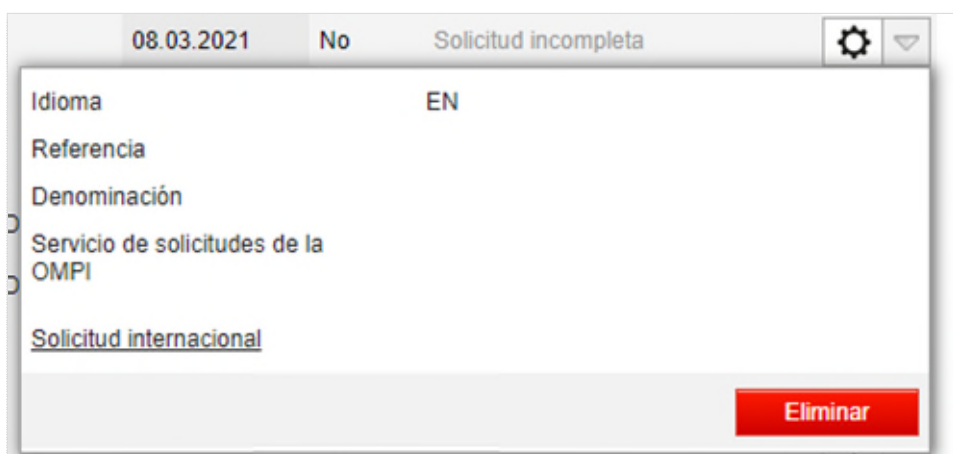 08.03.2021 No Solicitud incompleta
Idioma EN
Referencia
Denominación
Servicio de solicitudes de la
OMPI
Solicitud internacional
Eliminar